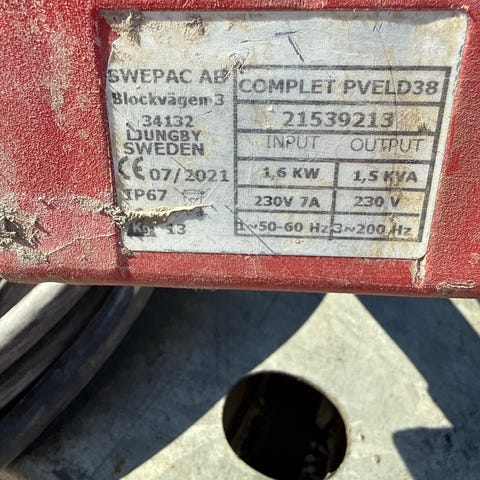 SWEPAC AB
Blockvägen 3
34132
LJUNGBY
SWEDEN
CE 07/2021
IP67
13
COMPLET PVELD38
21539213
INPUT OUTPUT
1,6 KW 1,5 KVA
230V 7A 230 V
1~50-60 Hz 3~200 Hz